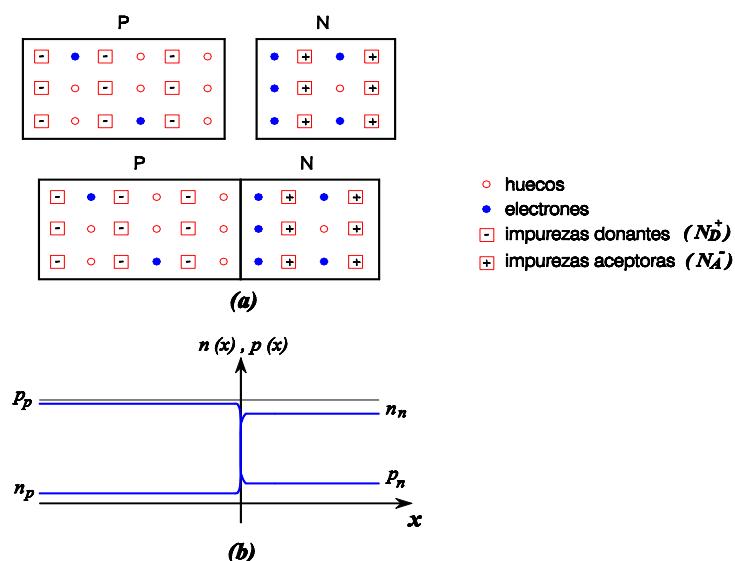 P N
P N
huecos
electrones
- impurezas donantes (N_D^+)
+ impurezas aceptoras (N_A^-)
(a)
n (x) , p (x)
p_p
n_n
n_p
p_n
x
(b)